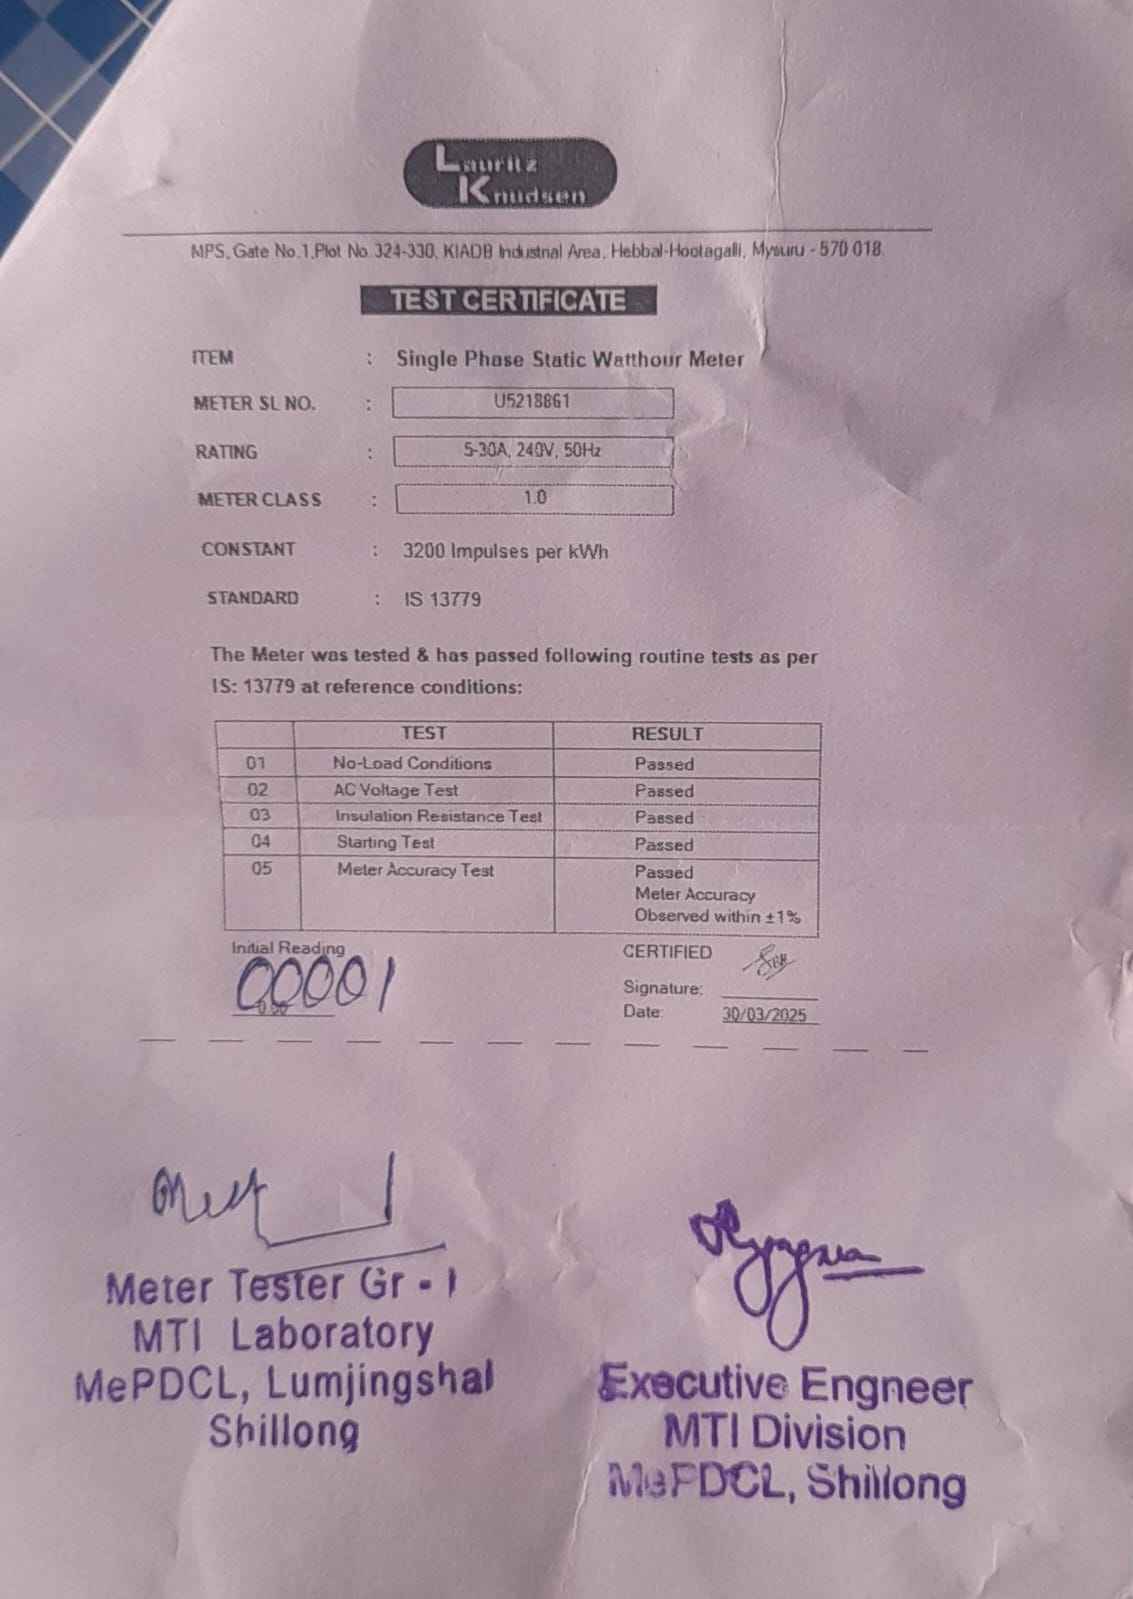 Lauritz
Knudsen
MPS, Gate No.1,Plot No.324-330, KIADB Industrial Area, Hebbal-Hootagalli, Mysuru - 570 018.
TEST CERTIFICATE
ITEM : Single Phase Static Watthour Meter
METER SL NO. : U5218861
RATING : 5-30A, 240V, 50Hz
METER CLASS : 1.0
CONSTANT : 3200 Impulses per kWh
STANDARD : IS 13779
The Meter was tested & has passed following routine tests as per
IS: 13779 at reference conditions:
TEST RESULT
01 No-Load Conditions Passed
02 AC Voltage Test Passed
03 Insulation Resistance Test Passed
04 Starting Test Passed
05 Meter Accuracy Test Passed
Meter Accuracy
Observed within ±1%
Initial Reading
00001
CERTIFIED
Signature:
Date: 30/03/2025
Meter Tester Gr - I
MTI Laboratory
MePDCL, Lumjingshai
Shillong
Executive Engneer
MTI Division
MePDCL, Shillong